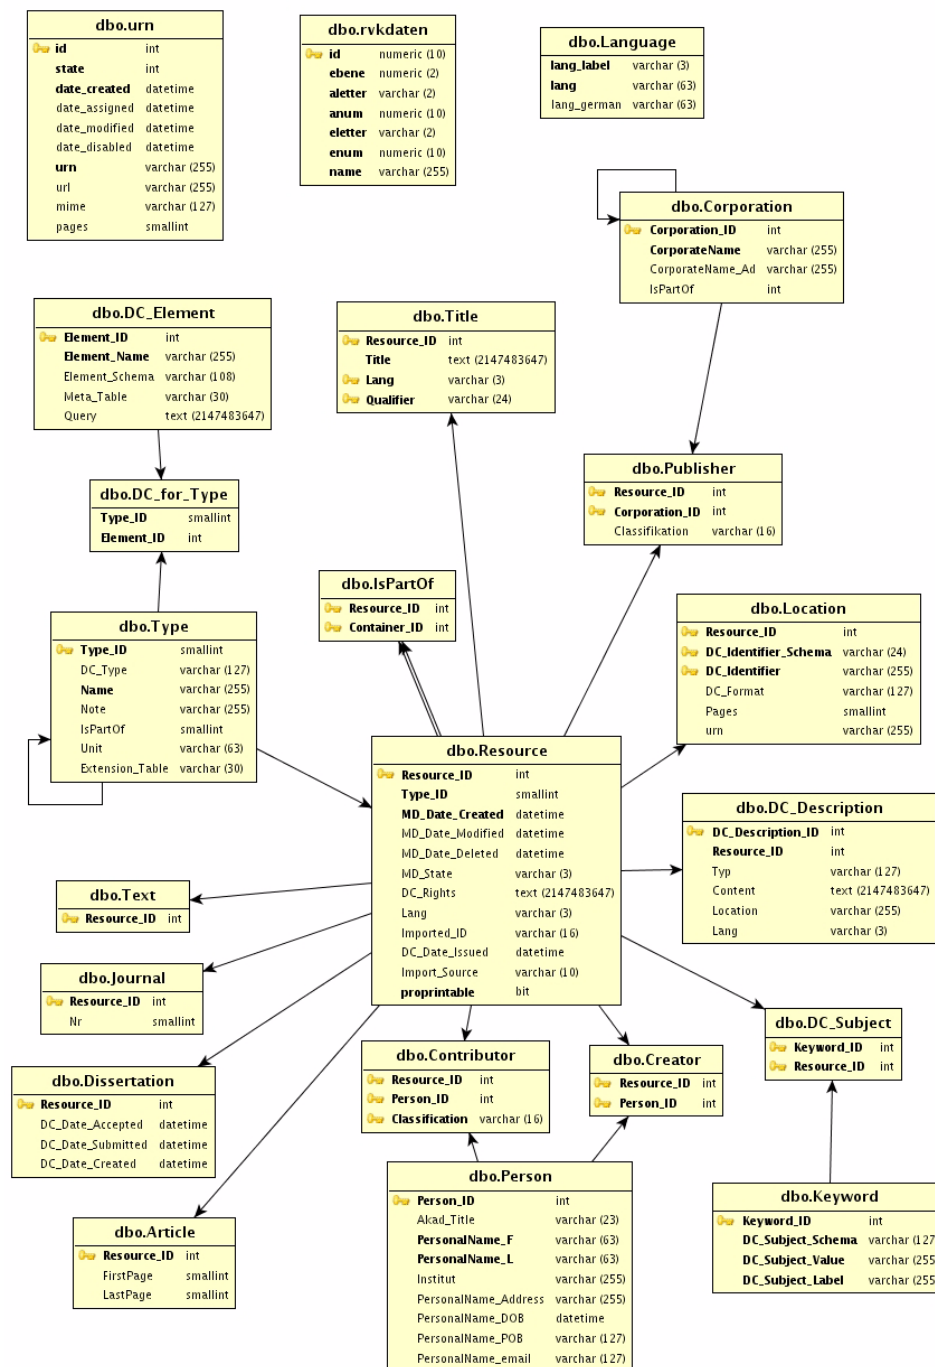 dbo.urn
id int
state int
date_created datetime
date_assigned datetime
date_modified datetime
date_disabled datetime
urn varchar (255)
url varchar (255)
mime varchar (127)
pages smallint
dbo.rvkdaten
id numeric (10)
ebene numeric (2)
aletter varchar (2)
anum numeric (10)
eletter varchar (2)
enum numeric (10)
name varchar (255)
dbo.Language
lang_label varchar (3)
lang varchar (63)
lang_german varchar (63)
dbo.Corporation
Corporation_ID int
CorporateName varchar (255)
CorporateName_Ad varchar (255)
IsPartOf int
dbo.DC_Element
Element_ID int
Element_Name varchar (255)
Element_Schema varchar (108)
Meta_Table varchar (30)
Query text (2147483647)
dbo.Title
Resource_ID int
Title text (2147483647)
Lang varchar (3)
Qualifier varchar (24)
dbo.Publisher
Resource_ID int
Corporation_ID int
Classifikation varchar (16)
dbo.DC_for_Type
Type_ID smallint
Element_ID int
dbo.IsPartOf
Resource_ID int
Container_ID int
dbo.Type
Type_ID smallint
DC_Type varchar (127)
Name varchar (255)
Note varchar (255)
IsPartOf smallint
Unit varchar (63)
Extension_Table varchar (30)
dbo.Location
Resource_ID int
DC_Identifier_Schema varchar (24)
DC_Identifier varchar (255)
DC_Format varchar (127)
Pages smallint
urn varchar (255)
dbo.Resource
Resource_ID int
Type_ID smallint
MD_Date_Created datetime
MD_Date_Modified datetime
MD_Date_Deleted datetime
MD_State varchar (3)
DC_Rights text (2147483647)
Lang varchar (3)
Imported_ID varchar (16)
DC_Date_Issued datetime
Import_Source varchar (10)
proprintable bit
dbo.DC_Description
DC_Description_ID int
Resource_ID int
Typ varchar (127)
Content text (2147483647)
Location varchar (255)
Lang varchar (3)
dbo.Text
Resource_ID int
dbo.Journal
Resource_ID int
Nr smallint
dbo.DC_Subject
Keyword_ID int
Resource_ID int
dbo.Dissertation
Resource_ID int
DC_Date_Accepted datetime
DC_Date_Submitted datetime
DC_Date_Created datetime
dbo.Contributor
Resource_ID int
Person_ID int
Classification varchar (16)
dbo.Creator
Resource_ID int
Person_ID int
dbo.Article
Resource_ID int
FirstPage smallint
LastPage smallint
dbo.Person
Person_ID int
Akad_Title varchar (23)
PersonalName_F varchar (63)
PersonalName_L varchar (63)
Institut varchar (255)
PersonalName_Address varchar (255)
PersonalName_DOB datetime
PersonalName_POB varchar (127)
PersonalName_email varchar (127)
dbo.Keyword
Keyword_ID int
DC_Subject_Schema varchar (127
DC_Subject_Value varchar (255
DC_Subject_Label varchar (255